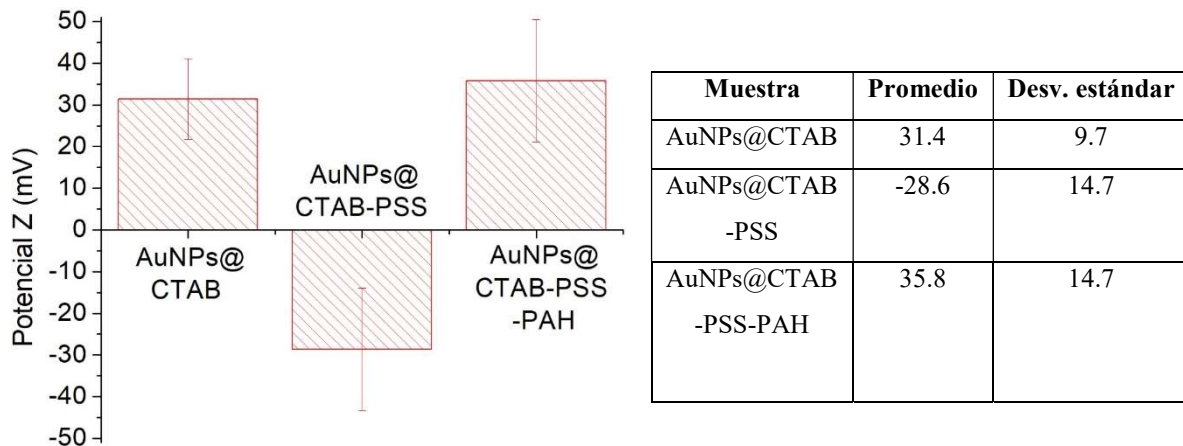 Potencial Z (mV)
50
40
30
20
10
0
-10
-20
-30
-40
-50
AuNPs@
CTAB
AuNPs@
CTAB-PSS
AuNPs@
CTAB-PSS
-PAH
Muestra Promedio Desv. estándar
AuNPs@CTAB 31.4 9.7
AuNPs@CTAB -28.6 14.7
-PSS
AuNPs@CTAB 35.8 14.7
-PSS-PAH